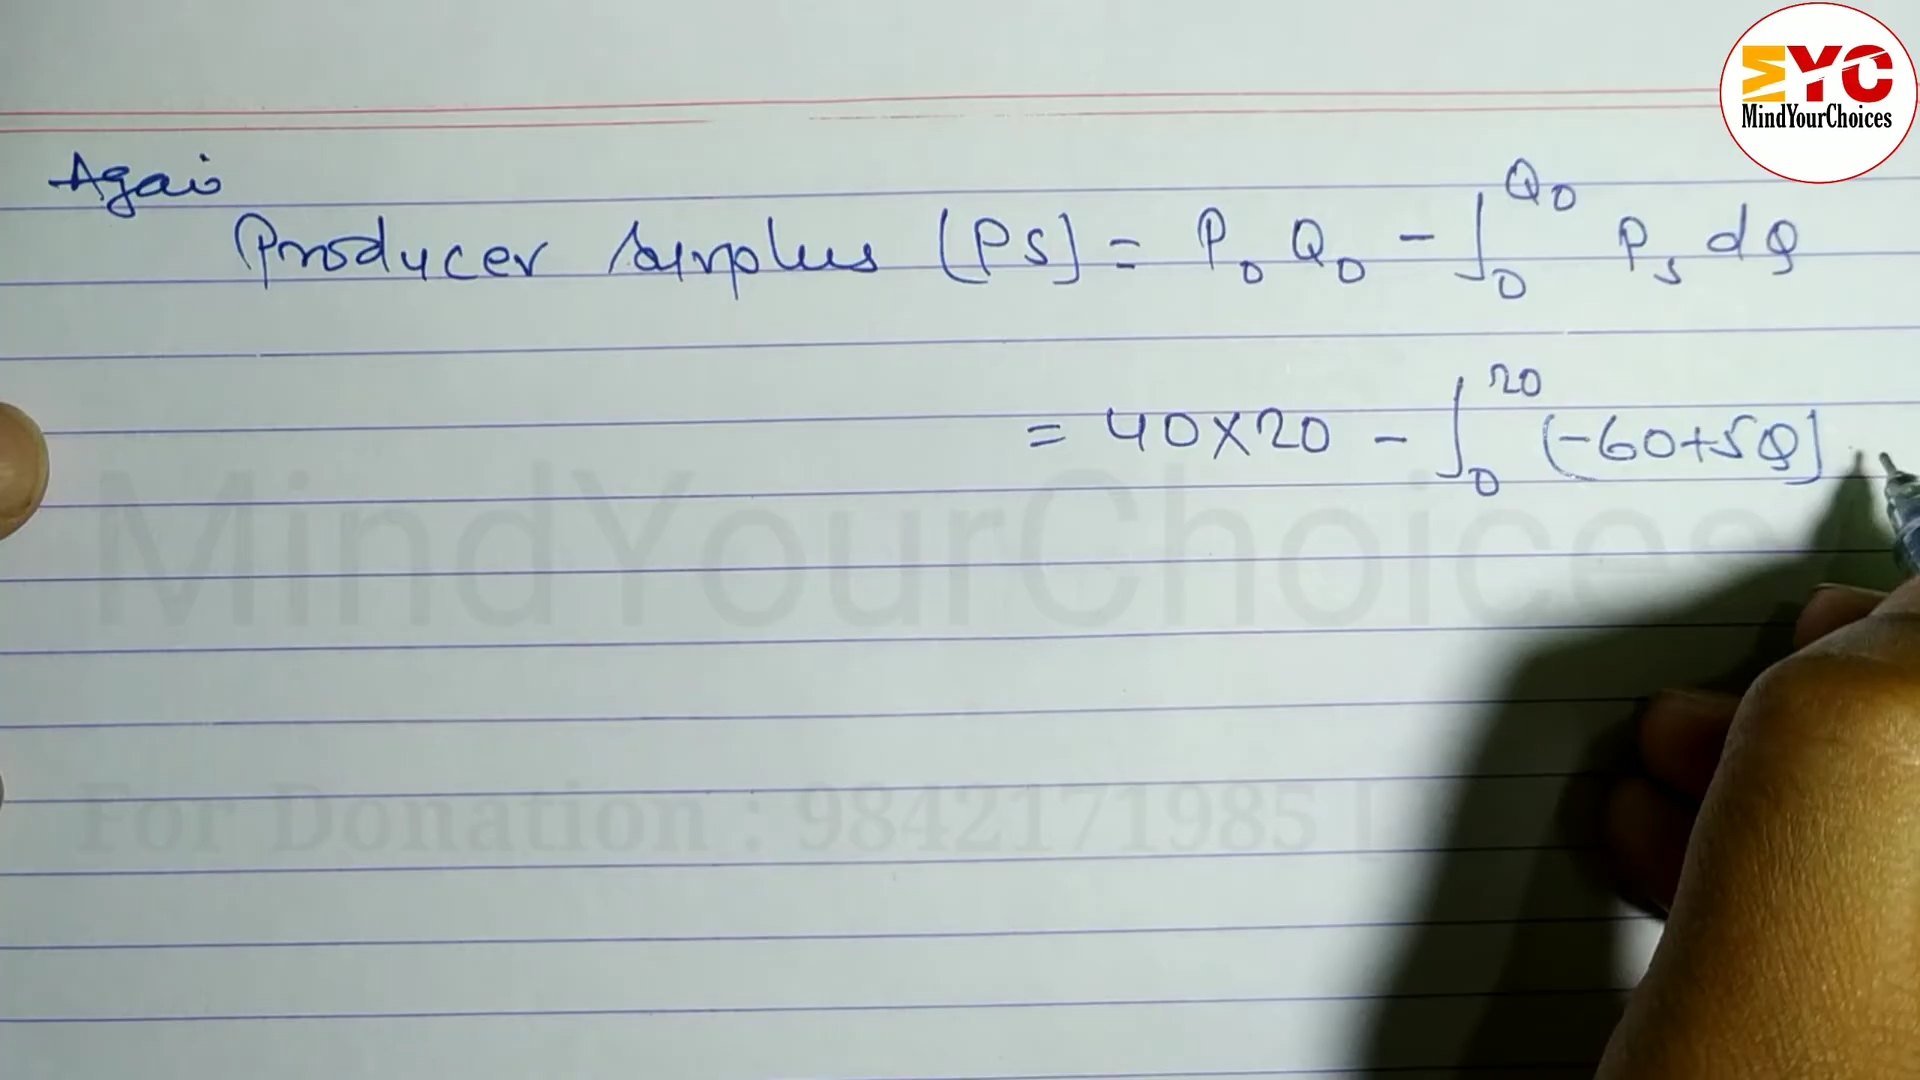 MYC
MindYourChoices
Again
Producer surplus (PS) = P₀ Q₀ - ∫₀^Q₀ Pₛ dQ
= 40×20 - ∫₀^20 (-60+5Q)
MindYourChoices
For Donation : 9842171985